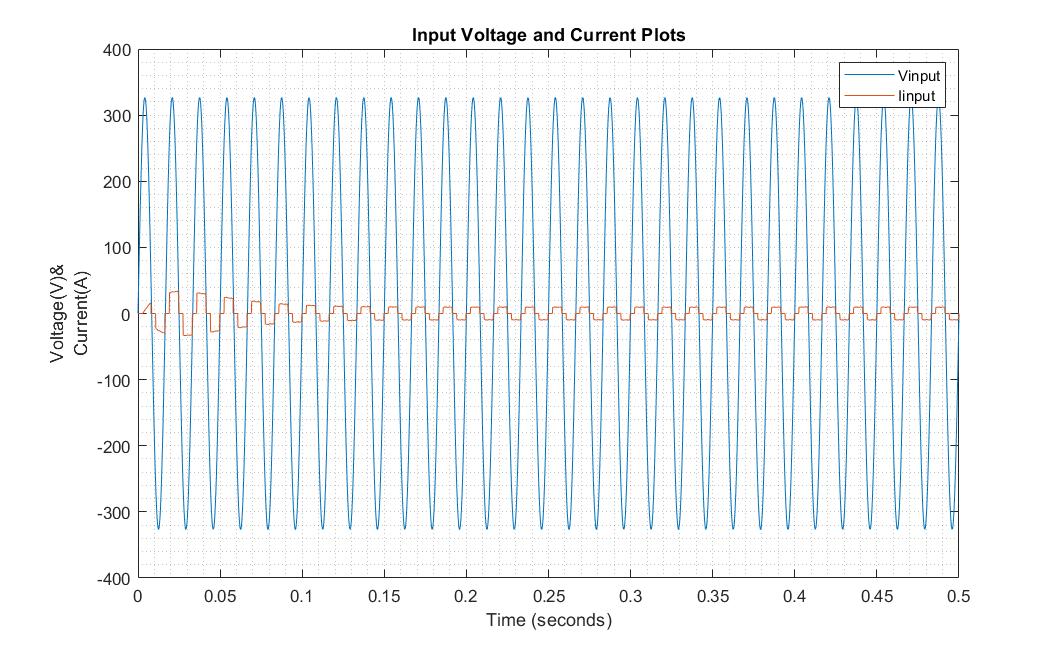 Input Voltage and Current Plots
400
300
200
100
0
-100
-200
-300
-400
Voltage(V)&
Current(A)
Vinput
Iinput
0 0.05 0.1 0.15 0.2 0.25 0.3 0.35 0.4 0.45 0.5
Time (seconds)